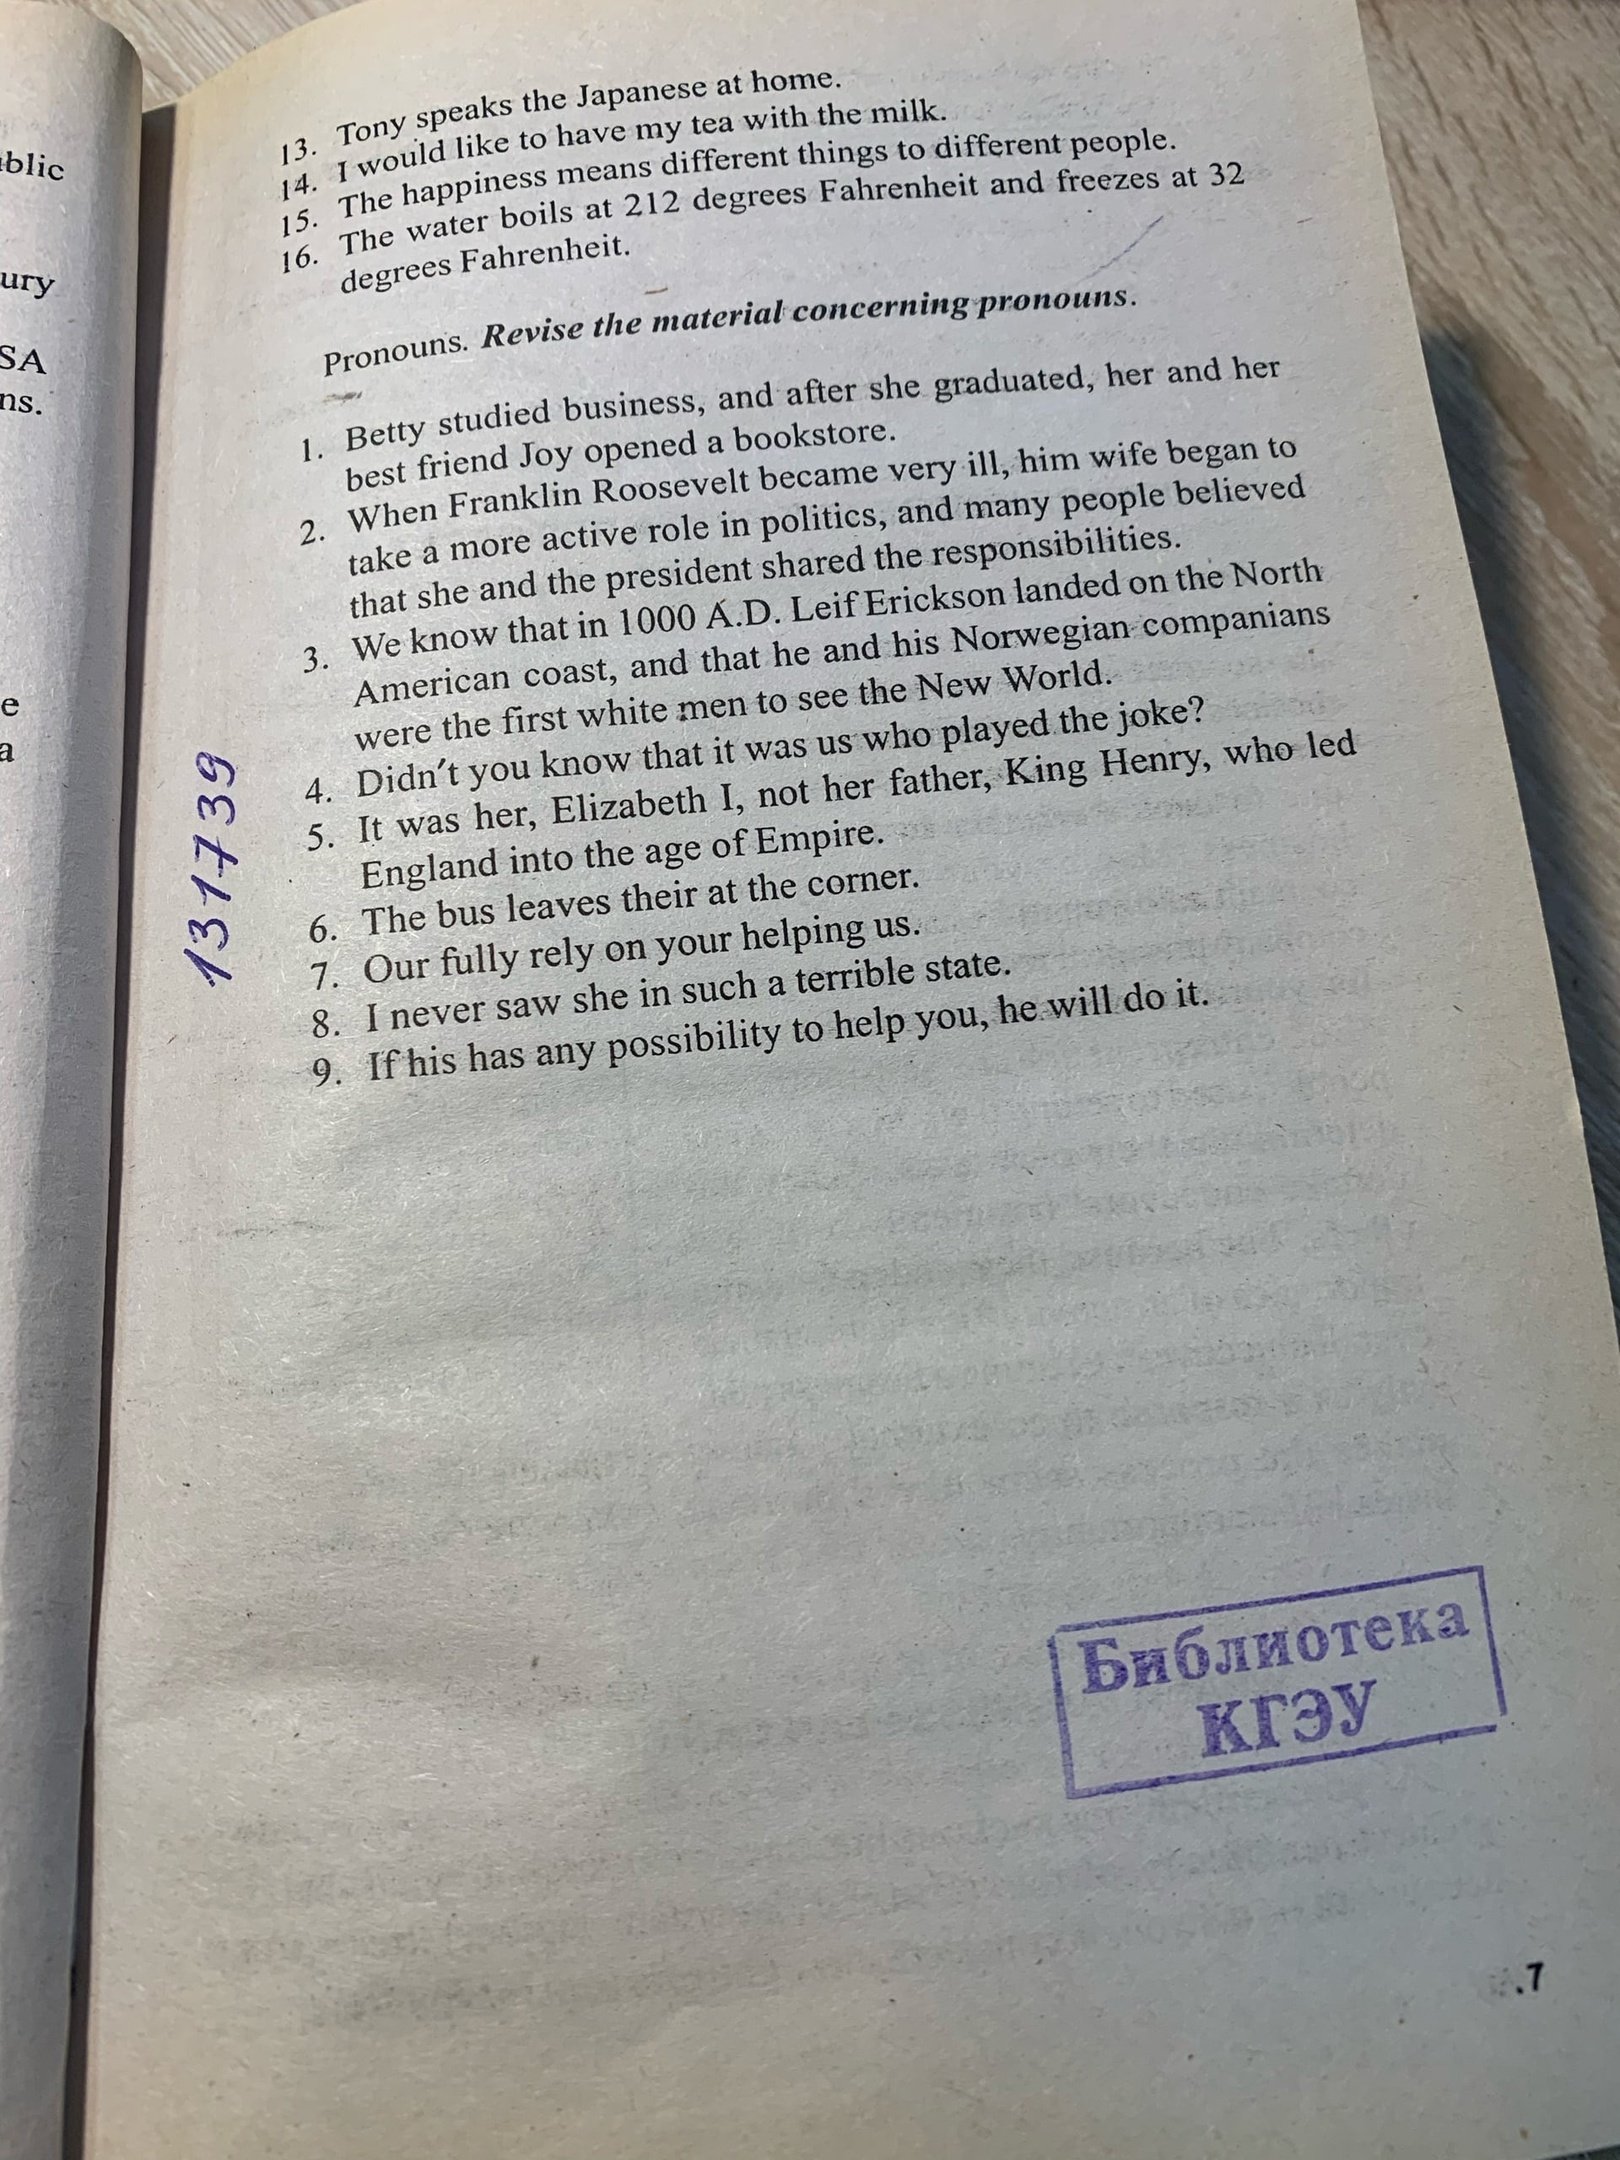 blic
ury
SA
ns.
e
a
13. Tony speaks the Japanese at home.
14. I would like to have my tea with the milk.
15. The happiness means different things to different people.
16. The water boils at 212 degrees Fahrenheit and freezes at 32
degrees Fahrenheit.
Pronouns. Revise the material concerning pronouns.
1. Betty studied business, and after she graduated, her and her
best friend Joy opened a bookstore.
2. When Franklin Roosevelt became very ill, him wife began to
take a more active role in politics, and many people believed
that she and the president shared the responsibilities.
3. We know that in 1000 A.D. Leif Erickson landed on the North
American coast, and that he and his Norwegian companians
were the first white men to see the New World.
4. Didn't you know that it was us who played the joke?
5. It was her, Elizabeth I, not her father, King Henry, who led
England into the age of Empire.
6. The bus leaves their at the corner.
7. Our fully rely on your helping us.
8. I never saw she in such a terrible state.
9. If his has any possibility to help you, he will do it.
131739
Библиотека
КГЭУ
.7